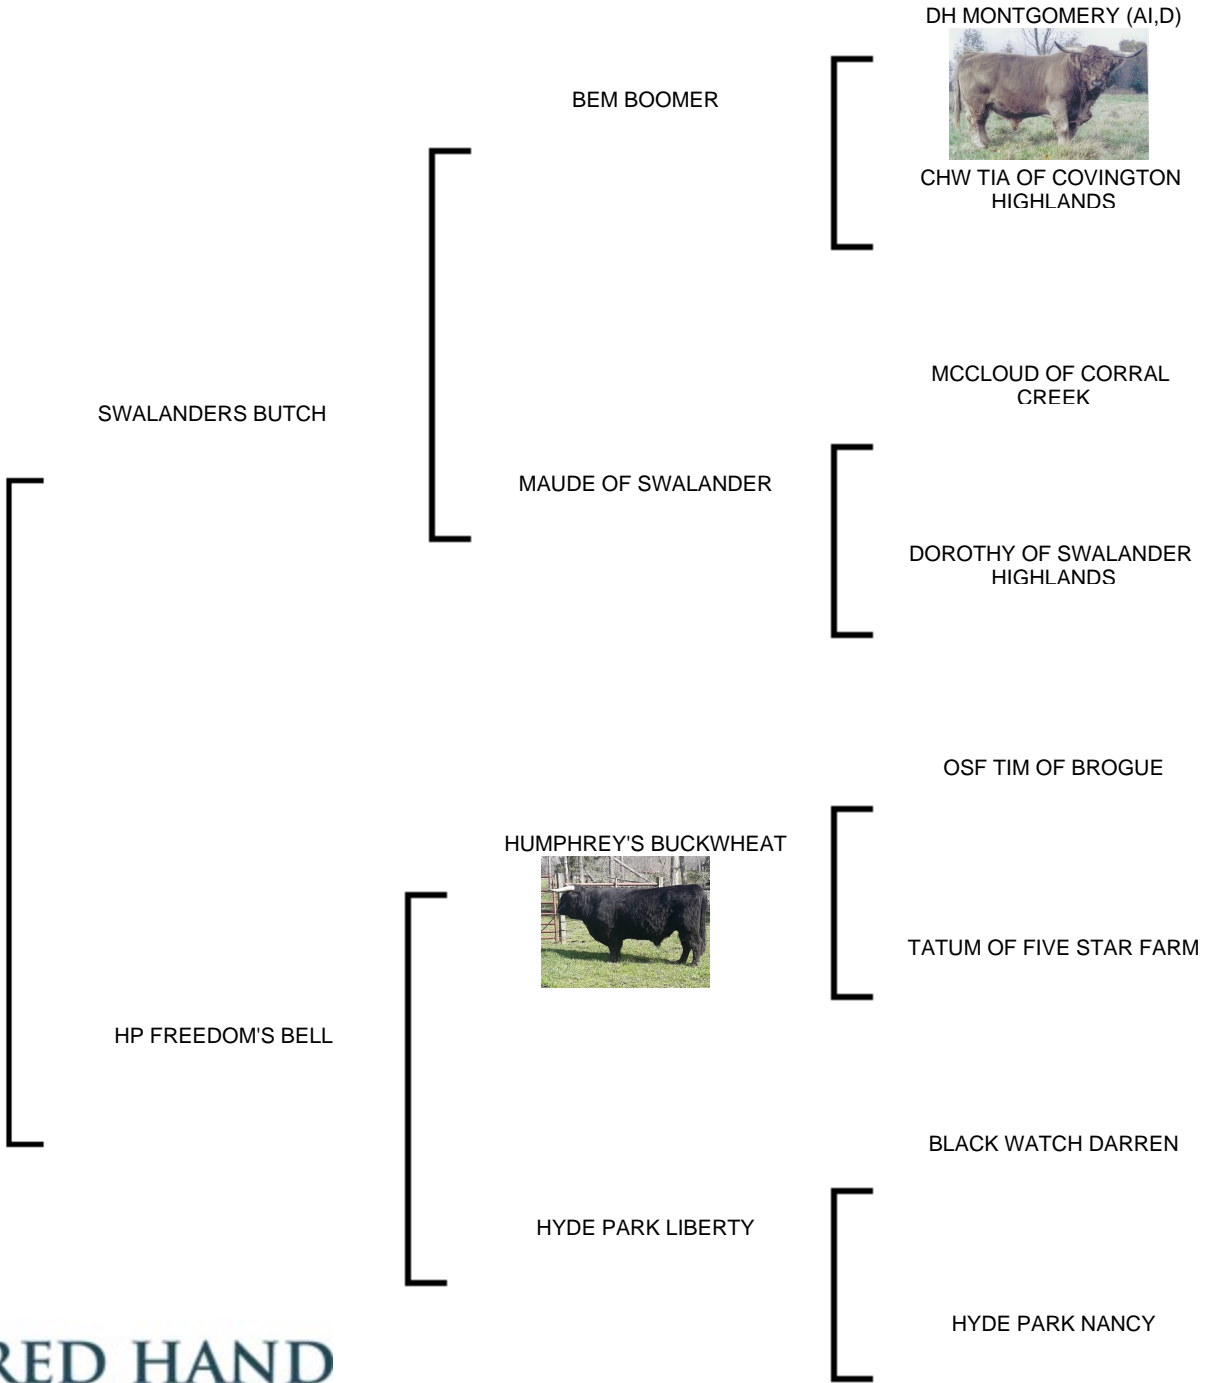 DH MONTGOMERY (AI,D)
BEM BOOMER
CHW TIA OF COVINGTON
HIGHLANDS
MCCLOUD OF CORRAL
CREEK
SWALANDERS BUTCH
MAUDE OF SWALANDER
DOROTHY OF SWALANDER
HIGHLANDS
OSF TIM OF BROGUE
HUMPHREY'S BUCKWHEAT
TATUM OF FIVE STAR FARM
HP FREEDOM'S BELL
BLACK WATCH DARREN
HYDE PARK LIBERTY
HYDE PARK NANCY
RED HAND